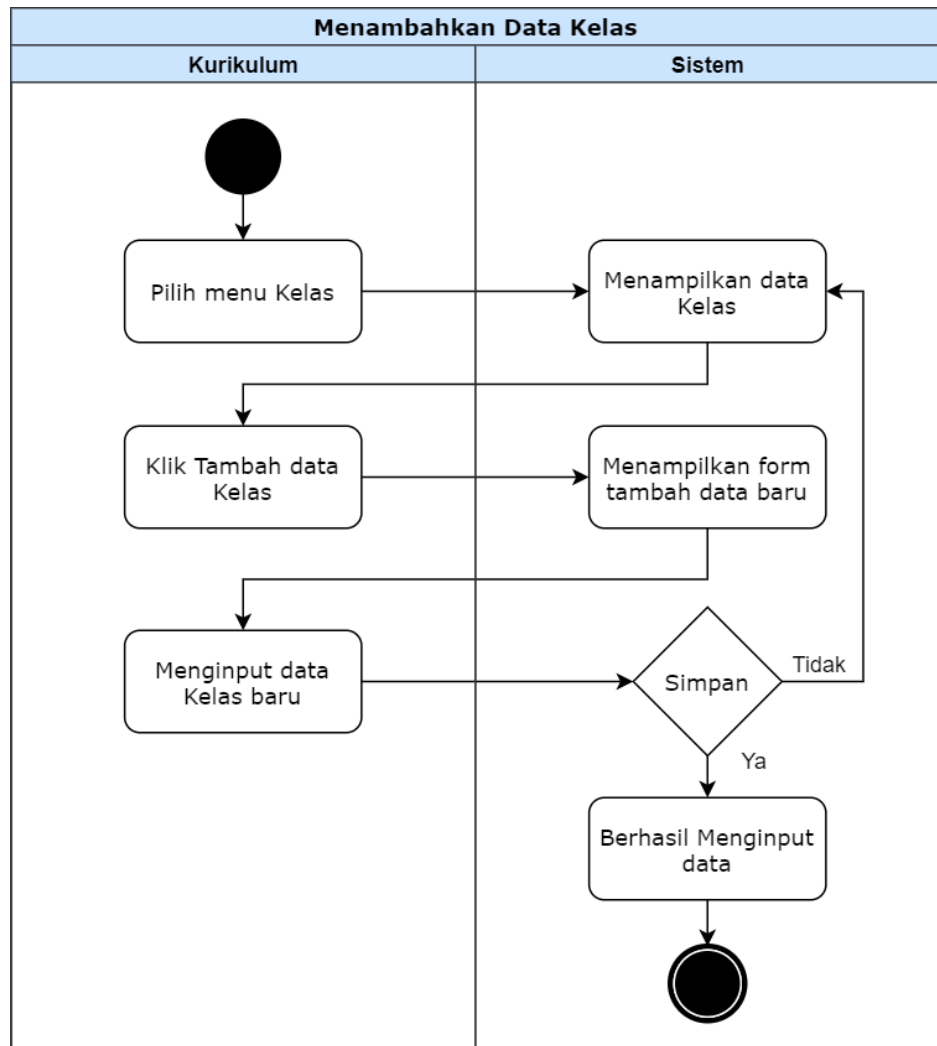 Menambahkan Data Kelas
Kurikulum
Sistem
Pilih menu Kelas
Menampilkan data
Kelas
Klik Tambah data
Kelas
Menampilkan form
tambah data baru
Menginput data
Kelas baru
Simpan
Tidak
Ya
Berhasil Menginput
data